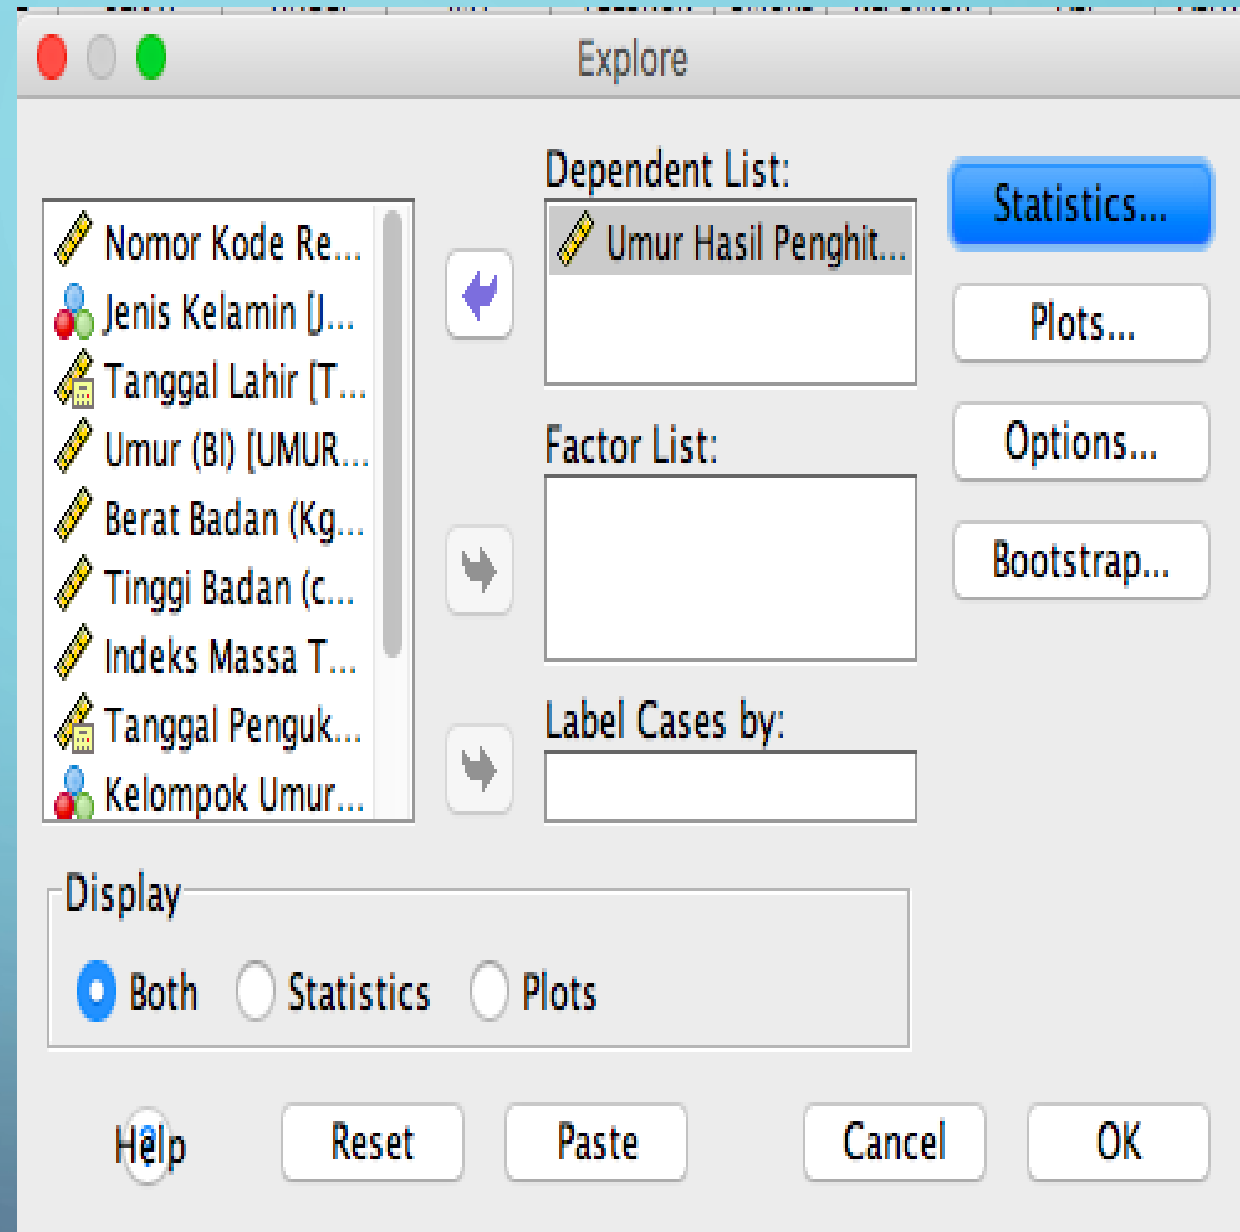 Explore
Dependent List:
Statistics...
Nomor Kode Re...
Umur Hasil Penghit...
Jenis Kelamin [J...
Plots...
Tanggal Lahir [T...
Umur (Bl) [UMUR...
Factor List:
Options...
Berat Badan (Kg...
Tinggi Badan (c...
Bootstrap...
Indeks Massa T...
Tanggal Penguk...
Label Cases by:
Kelompok Umur...
Display
Both
Statistics
Plots
Help
Reset
Paste
Cancel
OK